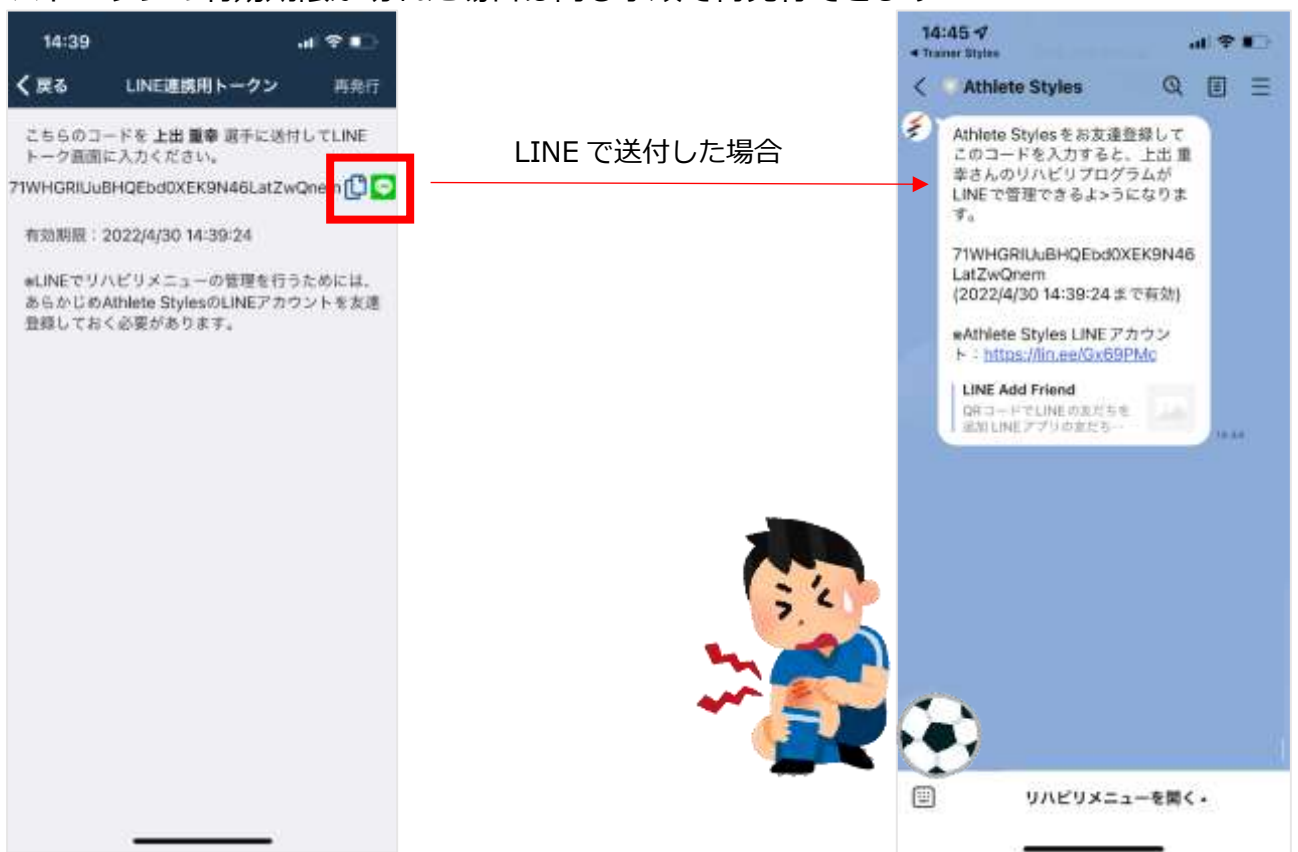 14:39
戻る LINE連携用トークン 再発行
こちらのコードを 上出 重幸 選手に送付してLINE
トーク画面に入力ください。
71WHGRIUuBHQEbd0XEK9N46LatZwQnem
有効期限：2022/4/30 14:39:24
※LINEでリハビリメニューの管理を行うためには、
あらかじめAthlete StylesのLINEアカウントを友達
登録しておく必要があります。
LINE で送付した場合
14:45
Trainer Styles
Athlete Styles
Athlete Stylesをお友達登録して
このコードを入力すると、上出 重
幸さんのリハビリプログラムが
LINEで管理できるよ>うになりま
す。
71WHGRIUuBHQEbd0XEK9N46
LatZwQnem
(2022/4/30 14:39:24まで有効)
※Athlete Styles LINE アカウン
ト：https://lin.ee/Gx69PMc
LINE Add Friend
QRコードでLINEの友だちを
追加 LINEアプリの友だち…
リハビリメニューを開く